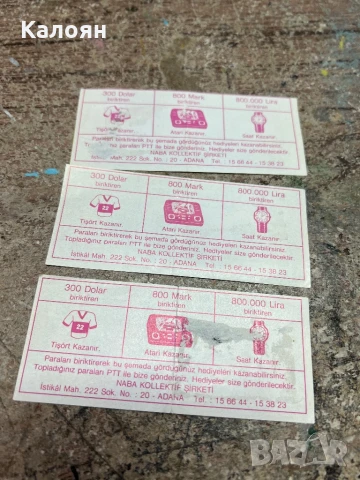 Калоян
300 Dolar
biriktiren
800 Mark
biriktiren
800.000 Lira
biriktiren
Tişört Kazanır.
Atari Kazanır.
Saat Kazanır.
Paraları biriktirerek bu şemada gördüğünüz hediyeleri kazanabilirsiniz.
Topladığınız paraları PTT ile bize gönderiniz. Hediyeler size gönderilecektir.
NABA KOLLEKTİF ŞİRKETİ
İstiklâl Mah. 222 Sok. No. : 20 - ADANA Tel. : 15 66 44 - 15 38 23
300 Dolar
biriktiren
800 Mark
biriktiren
800.000 Lira
biriktiren
22
Tişört Kazanır.
Atari Kazanır.
Saat Kazanır.
Paraları biriktirerek bu şemada gördüğünüz hediyeleri kazanabilirsiniz.
Topladığınız paraları PTT ile bize gönderiniz. Hediyeler size gönderilecektir.
NABA KOLLEKTİF ŞİRKETİ
İstiklâl Mah. 222 Sok. No. : 20 - ADANA Tel. : 15 66 44 - 15 38 23
300 Dolar
biriktiren
800 Mark
biriktiren
800.000 Lira
biriktiren
22
Tişört Kazanır.
Atari Kazanır.
Saat Kazanır.
Paraları biriktirerek bu şemada gördüğünüz hediyeleri kazanabilirsiniz.
Topladığınız paraları PTT ile bize gönderiniz. Hediyeler size gönderilecektir.
NABA KOLLEKTİF ŞİRKETİ
İstiklâl Mah. 222 Sok. No. : 20 - ADANA Tel. : 15 66 44 - 15 38 23
BAZAR